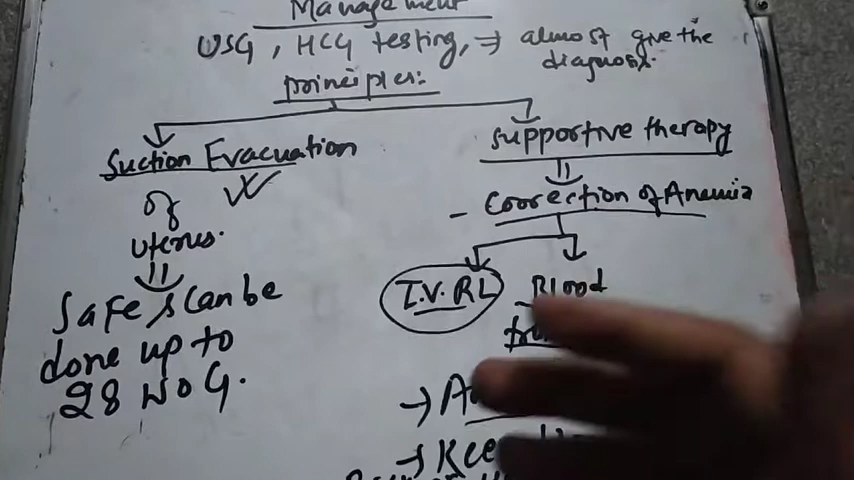 Management
USG, HCG testing, ⇒ almost give the
diagnosis.
principles:
Suction Evacuation
of
uterus.
Safe, & can be
done up to
28 WOG.
supportive therapy
- Correction of Anemia
I.V. RL
Blood